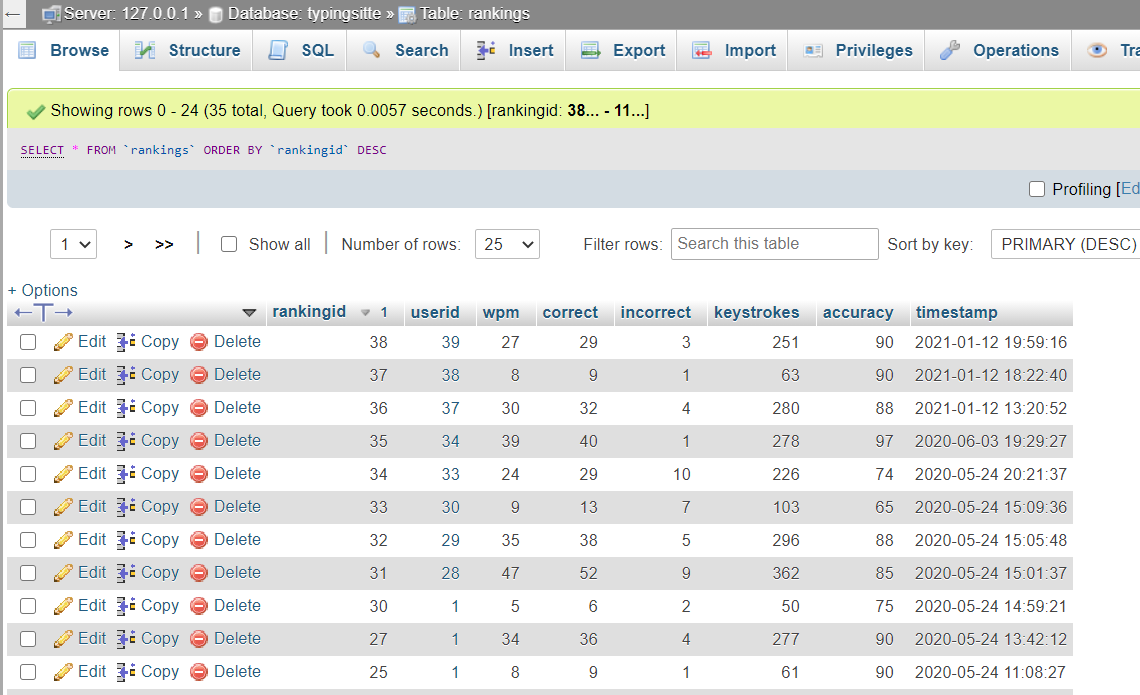 ← Server: 127.0.0.1 » Database: typingsitte » Table: rankings
Browse Structure SQL Search Insert Export Import Privileges Operations Tra
Showing rows 0 - 24 (35 total, Query took 0.0057 seconds.) [rankingid: 38... - 11...]
SELECT * FROM `rankings` ORDER BY `rankingid` DESC
Profiling [Ed
1 > >> | Show all | Number of rows: 25 Filter rows: Search this table Sort by key: PRIMARY (DESC)
+ Options
←T→ rankingid 1 userid wpm correct incorrect keystrokes accuracy timestamp
Edit Copy Delete 38 39 27 29 3 251 90 2021-01-12 19:59:16
Edit Copy Delete 37 38 8 9 1 63 90 2021-01-12 18:22:40
Edit Copy Delete 36 37 30 32 4 280 88 2021-01-12 13:20:52
Edit Copy Delete 35 34 39 40 1 278 97 2020-06-03 19:29:27
Edit Copy Delete 34 33 24 29 10 226 74 2020-05-24 20:21:37
Edit Copy Delete 33 30 9 13 7 103 65 2020-05-24 15:09:36
Edit Copy Delete 32 29 35 38 5 296 88 2020-05-24 15:05:48
Edit Copy Delete 31 28 47 52 9 362 85 2020-05-24 15:01:37
Edit Copy Delete 30 1 5 6 2 50 75 2020-05-24 14:59:21
Edit Copy Delete 27 1 34 36 4 277 90 2020-05-24 13:42:12
Edit Copy Delete 25 1 8 9 1 61 90 2020-05-24 11:08:27